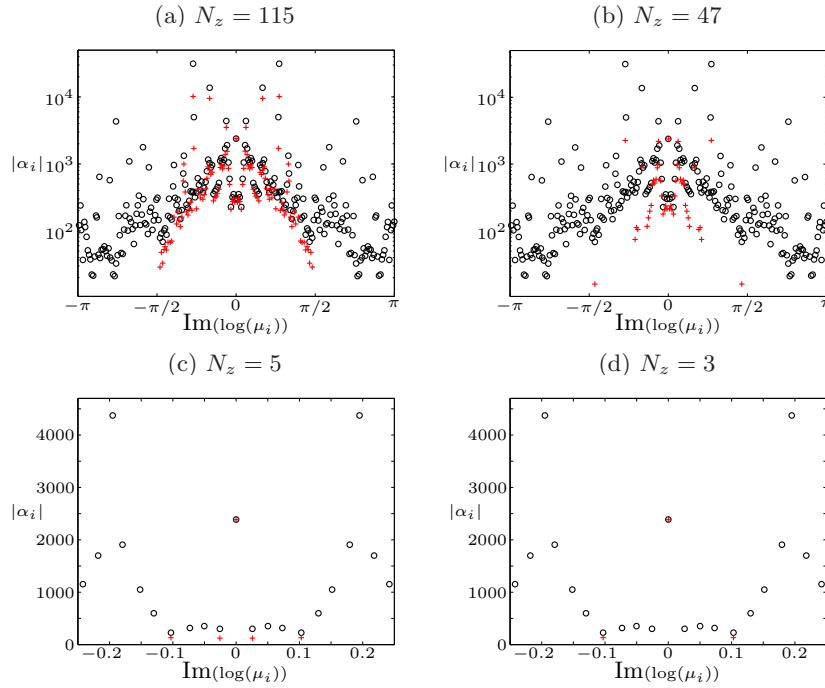 (a) N_z = 115
(b) N_z = 47
10^4
10^3
|α_i|
10^2
−π
−π/2
0
π/2
π
Im(log(μ_i))
10^4
10^3
|α_i|
10^2
−π
−π/2
0
π/2
π
Im(log(μ_i))
(c) N_z = 5
(d) N_z = 3
4000
3000
|α_i|
2000
1000
0
−0.2
−0.1
0
0.1
0.2
Im(log(μ_i))
4000
3000
|α_i|
2000
1000
0
−0.2
−0.1
0
0.1
0.2
Im(log(μ_i))